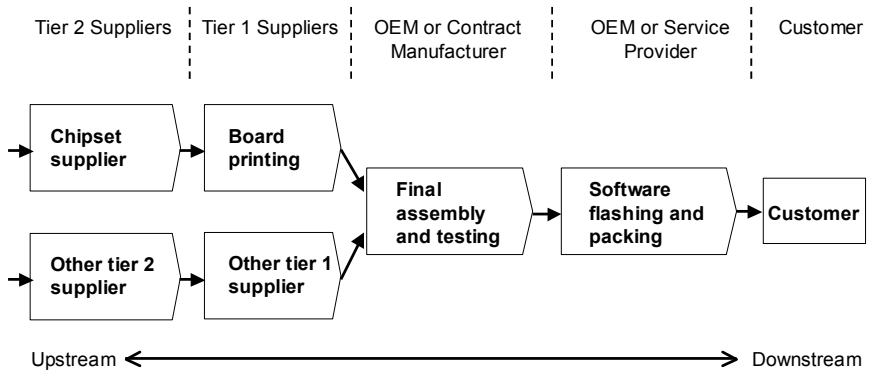 Tier 2 Suppliers
Tier 1 Suppliers
OEM or Contract
Manufacturer
OEM or Service
Provider
Customer
Chipset
supplier
Board
printing
Other tier 2
supplier
Other tier 1
supplier
Final
assembly
and testing
Software
flashing and
packing
Customer
Upstream
Downstream